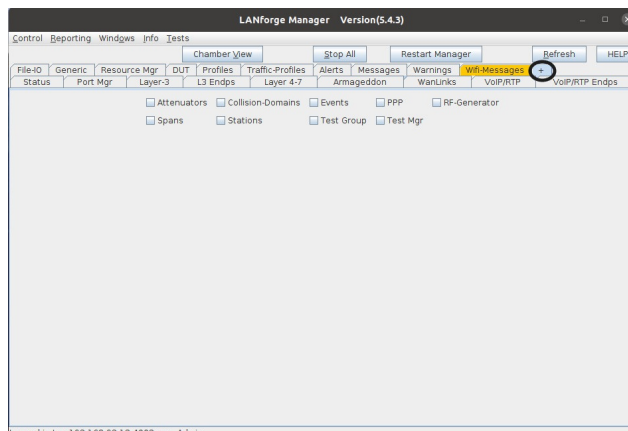 LANforge Manager Version(5.4.3)
Control Reporting Windows Info Tests
Chamber View Stop All Restart Manager Refresh HELP
File-IO Generic Resource Mgr DUT Profiles Traffic-Profiles Alerts Messages Warnings Wifi-Messages +
Status Port Mgr Layer-3 L3 Endps Layer 4-7 Armageddon WanLinks VoIP/RTP VoIP/RTP Endps
Attenuators Collision-Domains Events PPP RF-Generator
Spans Stations Test Group Test Mgr